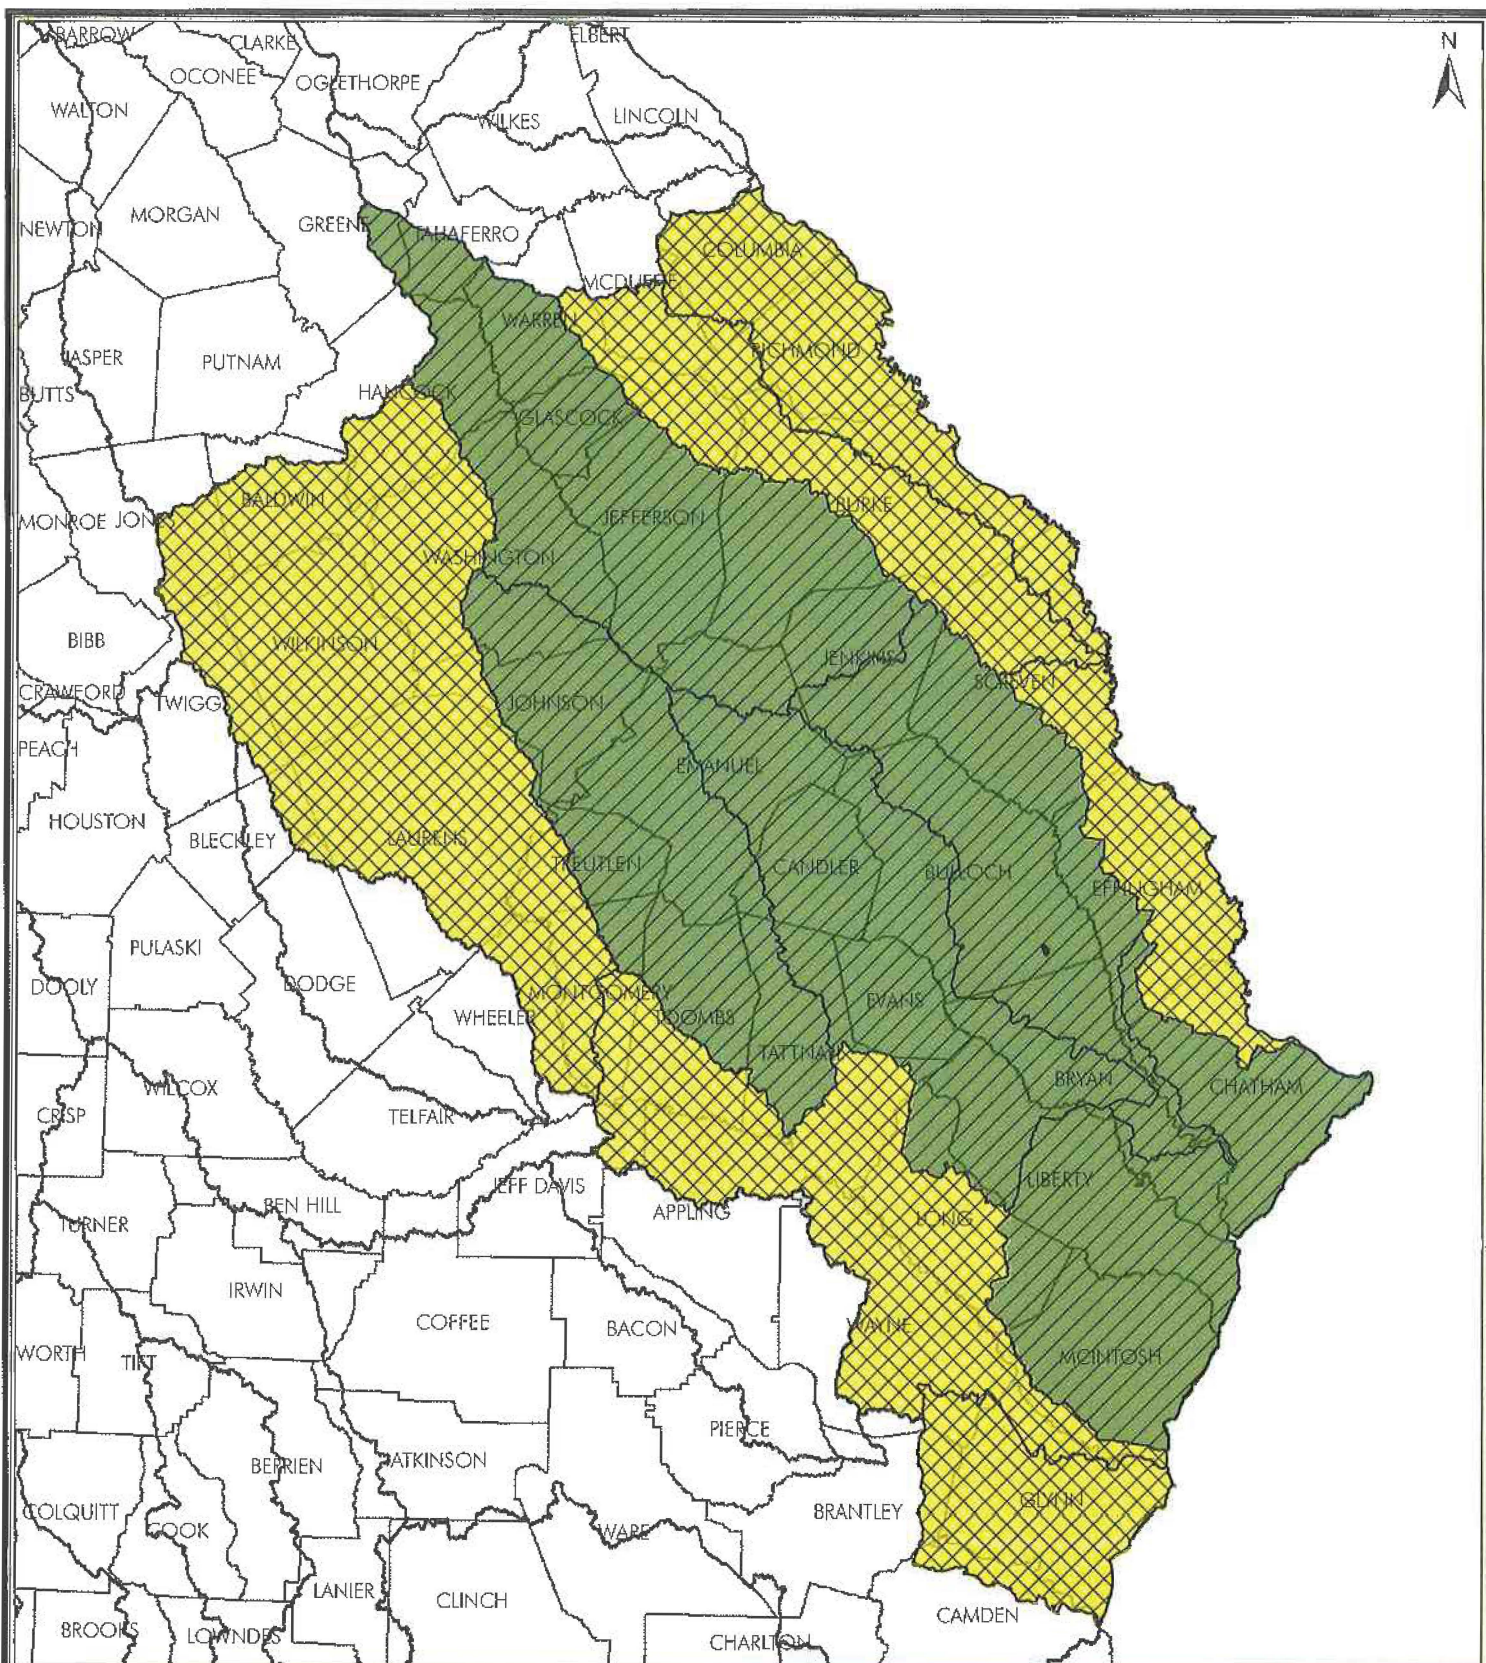 BARROW
CLARKE
ELBERT
N
OCONEE
OGLETHORPE
WALTON
WILKES
LINCOLN
MORGAN
GREENE
NEWTON
TALIAFERRO
COLUMBIA
MCDUFFIE
WARREN
JASPER
PUTNAM
RICHMOND
BUTTS
HANCOCK
GLASCOCK
BALDWIN
BURKE
MONROE
JONES
JEFFERSON
WASHINGTON
BIBB
WILKINSON
JENKINS
SCREVEN
CRAWFORD
TWIGGS
JOHNSON
PEACH
EMANUEL
HOUSTON
BLECKLEY
LAURENS
TREUTLEN
CANDLER
BULLOCH
EFFINGHAM
PULASKI
DOOLY
DODGE
MONTGOMERY
EVANS
WHEELER
TOOMBS
TATTNALL
BRYAN
CHATHAM
WILCOX
CRISP
TELFAIR
LIBERTY
JEFF DAVIS
BEN HILL
APPLING
LONG
TURNER
IRWIN
COFFEE
BACON
WAYNE
WORTH
TIFT
MCINTOSH
PIERCE
ATKINSON
BERRIEN
COLQUITT
COOK
BRANTLEY
GLYNN
WARE
LANIER
CLINCH
CAMDEN
BROOKS
LOWNDES
CHARLTON